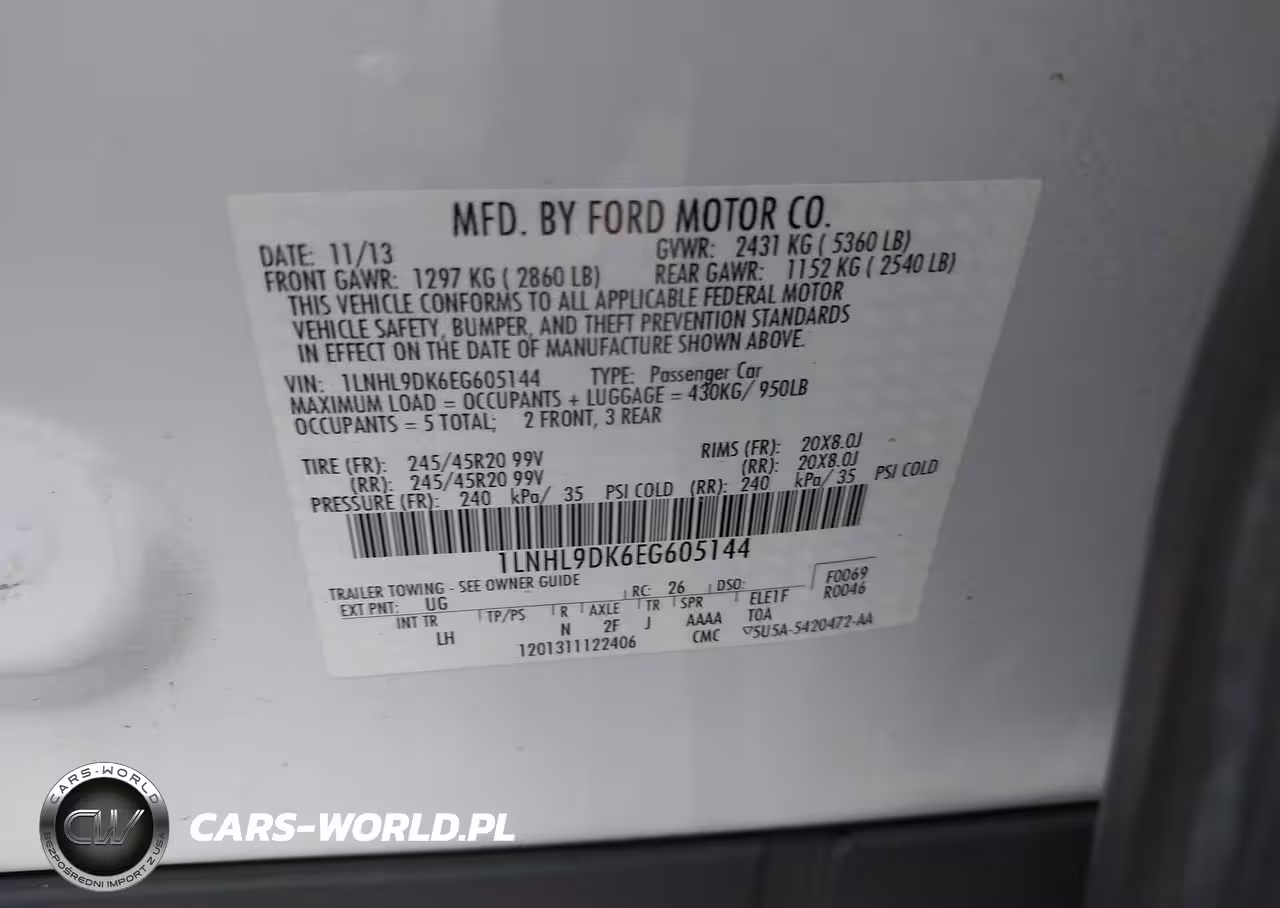 MFD. BY FORD MOTOR CO.
DATE: 11/13 GVWR: 2431 KG ( 5360 LB)
FRONT GAWR: 1297 KG ( 2860 LB) REAR GAWR: 1152 KG ( 2540 LB)
THIS VEHICLE CONFORMS TO ALL APPLICABLE FEDERAL MOTOR
VEHICLE SAFETY, BUMPER, AND THEFT PREVENTION STANDARDS
IN EFFECT ON THE DATE OF MANUFACTURE SHOWN ABOVE.
VIN: 1LNHL9DK6EG605144 TYPE: Passenger Car
MAXIMUM LOAD = OCCUPANTS + LUGGAGE = 430KG/ 950LB
OCCUPANTS = 5 TOTAL; 2 FRONT, 3 REAR
TIRE (FR): 245/45R20 99V RIMS (FR): 20X8.0J
(RR): 245/45R20 99V (RR): 20X8.0J
PRESSURE (FR): 240 kPa/ 35 PSI COLD (RR): 240 kPa/ 35 PSI COLD
1LNHL9DK6EG605144
TRAILER TOWING - SEE OWNER GUIDE
EXT PNT: UG RC: 26 DSO: F0069
R0046
INT TR TP/PS R AXLE TR SPR ELE1F
LH N 2F J AAAA TOA
1201311122406 CMC 5U5A-5420472-AA
CARS-WORLD
CW
BEZPOŚREDNI IMPORT Z USA
CARS-WORLD.PL